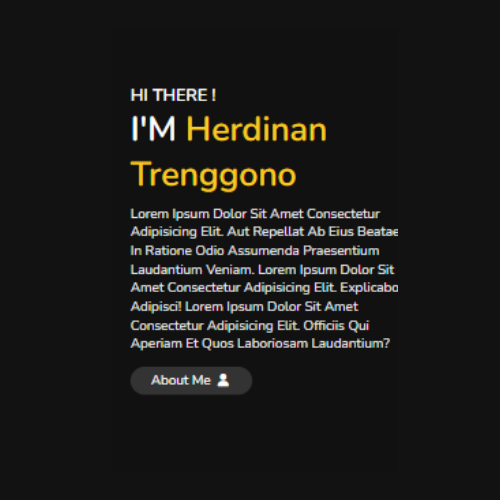 HI THERE !
I'M Herdinan
Trenggono
Lorem Ipsum Dolor Sit Amet Consectetur
Adipisicing Elit. Aut Repellat Ab Eius Beatae
In Ratione Odio Assumenda Praesentium
Laudantium Veniam. Lorem Ipsum Dolor Sit
Amet Consectetur Adipisicing Elit. Explicabo
Adipisci! Lorem Ipsum Dolor Sit Amet
Consectetur Adipisicing Elit. Officiis Qui
Aperiam Et Quos Laboriosam Laudantium?
About Me